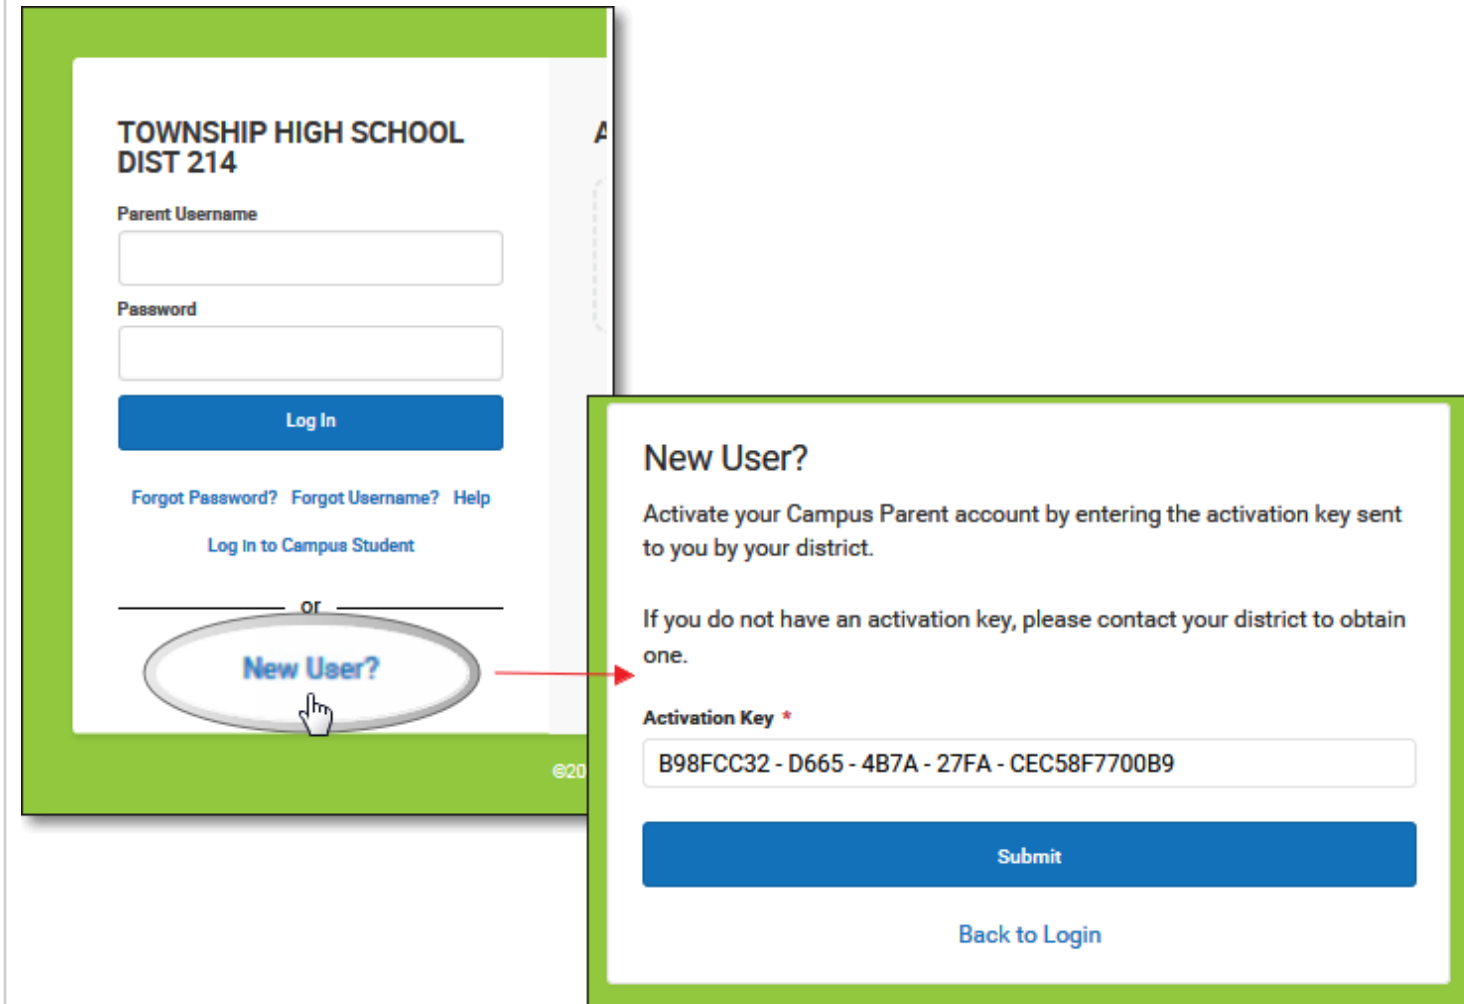 TOWNSHIP HIGH SCHOOL
DIST 214
Parent Username
Password
Log In
Forgot Password? Forgot Username? Help
Log in to Campus Student
or
New User?
©20
New User?
Activate your Campus Parent account by entering the activation key sent
to you by your district.
If you do not have an activation key, please contact your district to obtain
one.
Activation Key *
B98FCC32 - D665 - 4B7A - 27FA - CEC58F7700B9
Submit
Back to Login